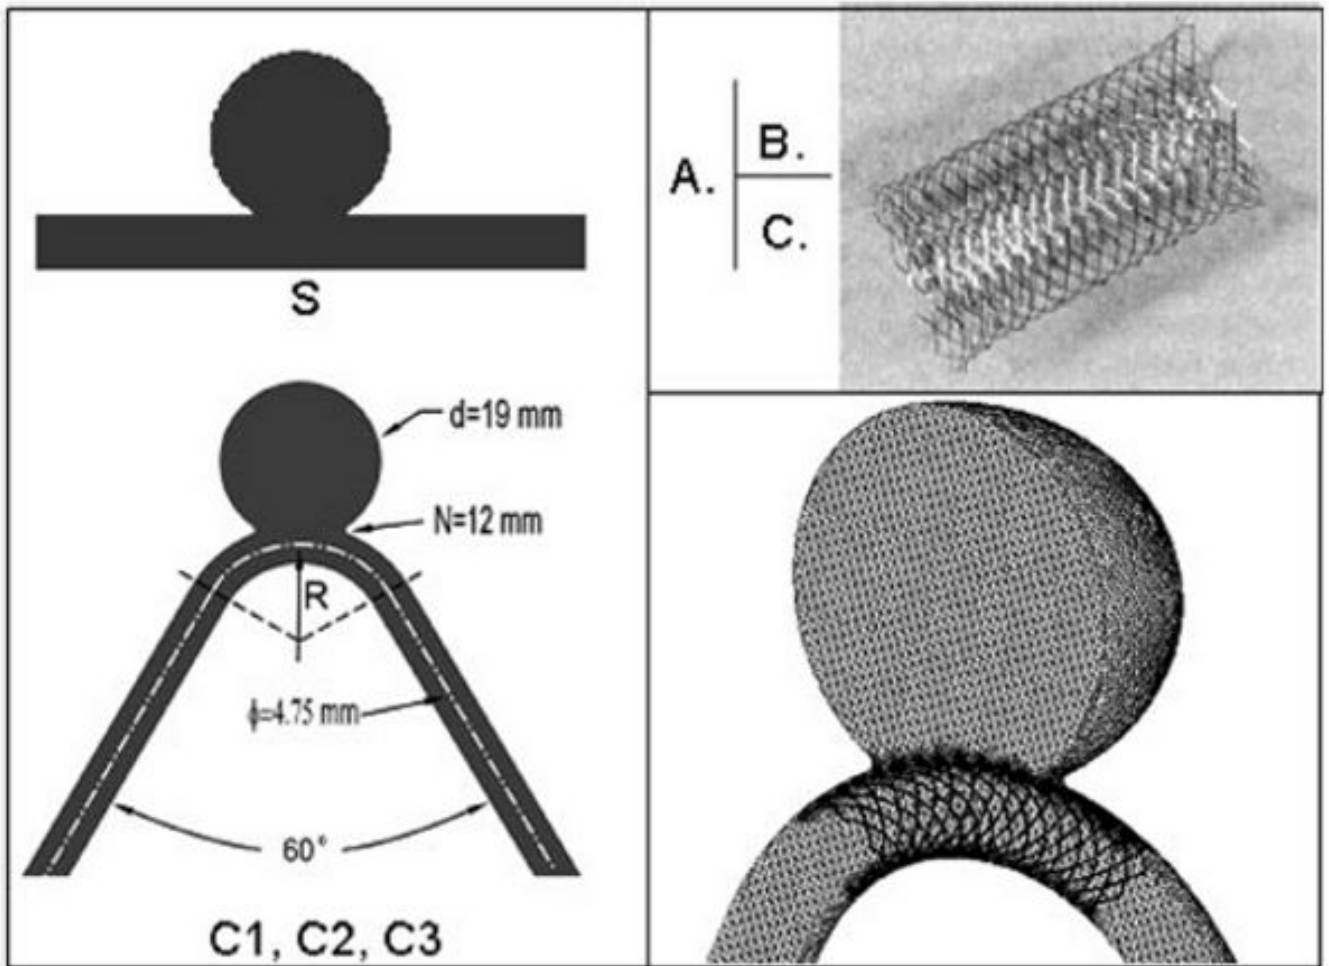 S
d=19 mm
N=12 mm
R
ϕ=4.75 mm
60°
C1, C2, C3
A.
B.
C.